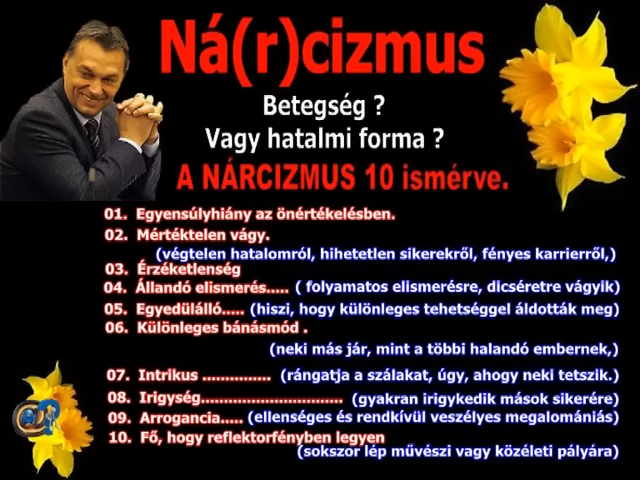 Ná(r)cizmus
Betegség ?
Vagy hatalmi forma ?
A NÁRCIZMUS 10 ismérve.
01. Egyensúlyhiány az önértékelésben.
02. Mértéktelen vágy.
(végtelen hatalomról, hihetetlen sikerekről, fényes karrierről,)
03. Érzéketlenség
04. Állandó elismerés..... ( folyamatos elismerésre, dicséretre vágyik)
05. Egyedülálló..... (hiszi, hogy különleges tehetséggel áldották meg)
06. Különleges bánásmód .
(neki más jár, mint a többi halandó embernek,)
07. Intrikus ............... (rángatja a szálakat, úgy, ahogy neki tetszik.)
08. Irigység................................ (gyakran irigykedik mások sikerére)
09. Arrogancia..... (ellenséges és rendkívül veszélyes megalomániás)
10. Fő, hogy reflektorfényben legyen
(sokszor lép művészi vagy közéleti pályára)